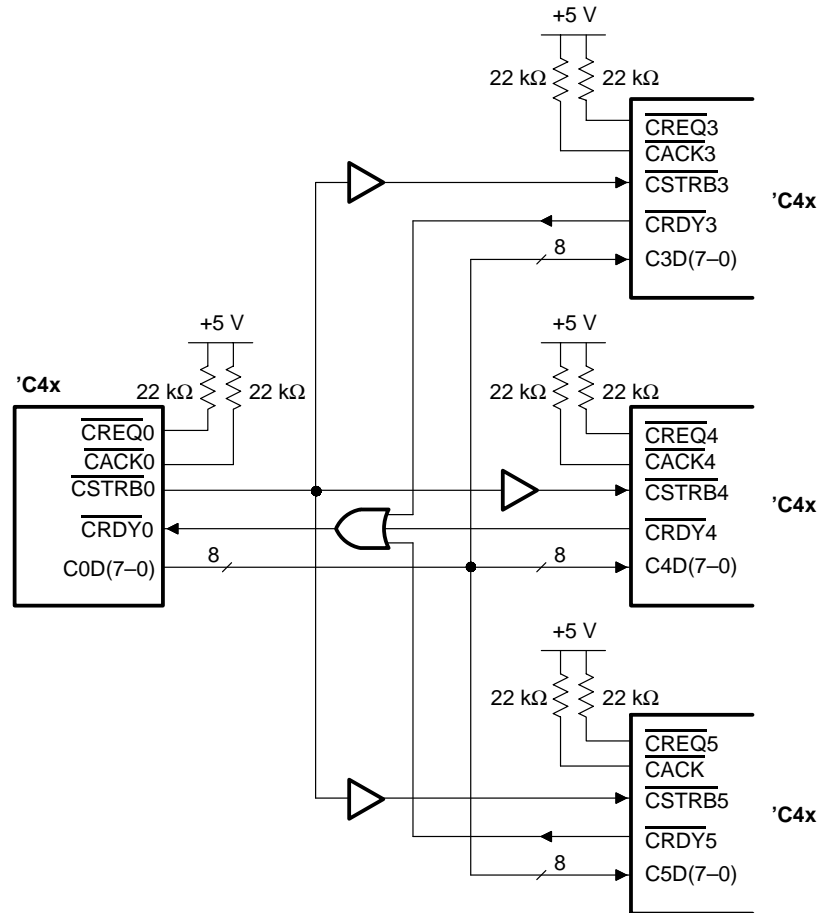 +5 V
22 kΩ 22 kΩ
CREQ3
CACK3
CSTRB3
'C4x
CRDY3
8
C3D(7–0)
+5 V
+5 V
'C4x
22 kΩ 22 kΩ
22 kΩ 22 kΩ
CREQ0
CREQ4
CACK0
CACK4
CSTRB0
CSTRB4
'C4x
CRDY0
CRDY4
C0D(7–0)
8
8
C4D(7–0)
+5 V
22 kΩ 22 kΩ
CREQ5
CACK
CSTRB5
'C4x
CRDY5
8
C5D(7–0)